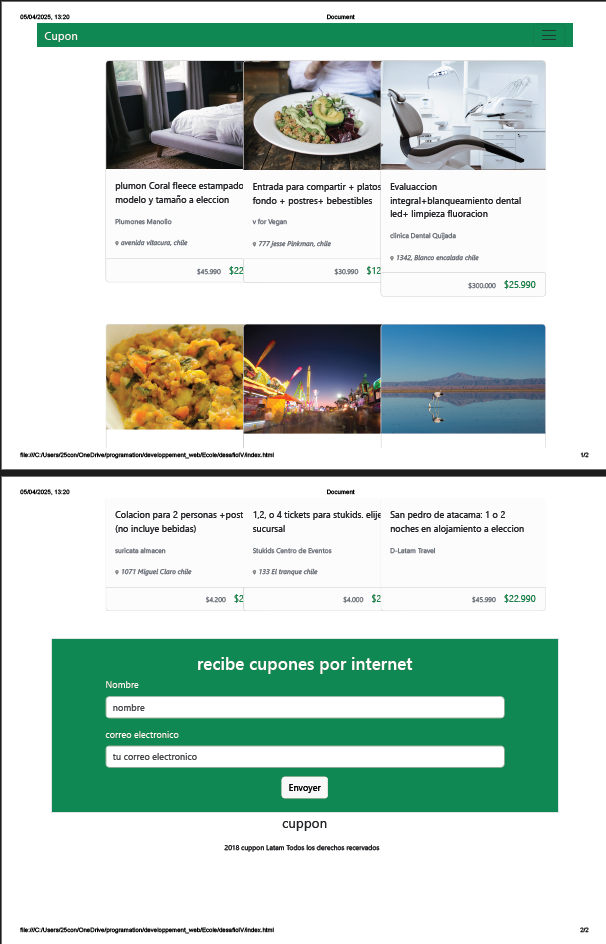 05/04/2025, 13:20 Document
Cupon
plumon Coral fleece estampado
modelo y tamaño a eleccion
Plumones Manollo
avenida vitacura, chile
$45.990 $22
Entrada para compartir + platos
fondo + postres+ bebestibles
v for Vegan
777 jesse Pinkman, chile
$30.990 $12
Evaluaccion
integral+blanqueamiento dental
led+ limpieza fluoracion
clinica Dental Quijada
1342, Blanco encalada chile
$300.000 $25.990
file:///C:/Users/25con/OneDrive/programation/developpement_web/Ecole/desafioIV/index.html 1/2
05/04/2025, 13:20 Document
Colacion para 2 personas +post
(no incluye bebidas)
suricata almacen
1071 Miguel Claro chile
$4.200 $2
1,2, o 4 tickets para stukids. elije
sucursal
Stukids Centro de Eventos
133 El tranque chile
$4.000 $2
San pedro de atacama: 1 o 2
noches en alojamiento a eleccion
D-Latam Travel
$45.990 $22.990
recibe cupones por internet
Nombre
nombre
correo electronico
tu correo electronico
Envoyer
cuppon
2018 cuppon Latam Todos los derechos recervados
file:///C:/Users/25con/OneDrive/programation/developpement_web/Ecole/desafioIV/index.html 2/2